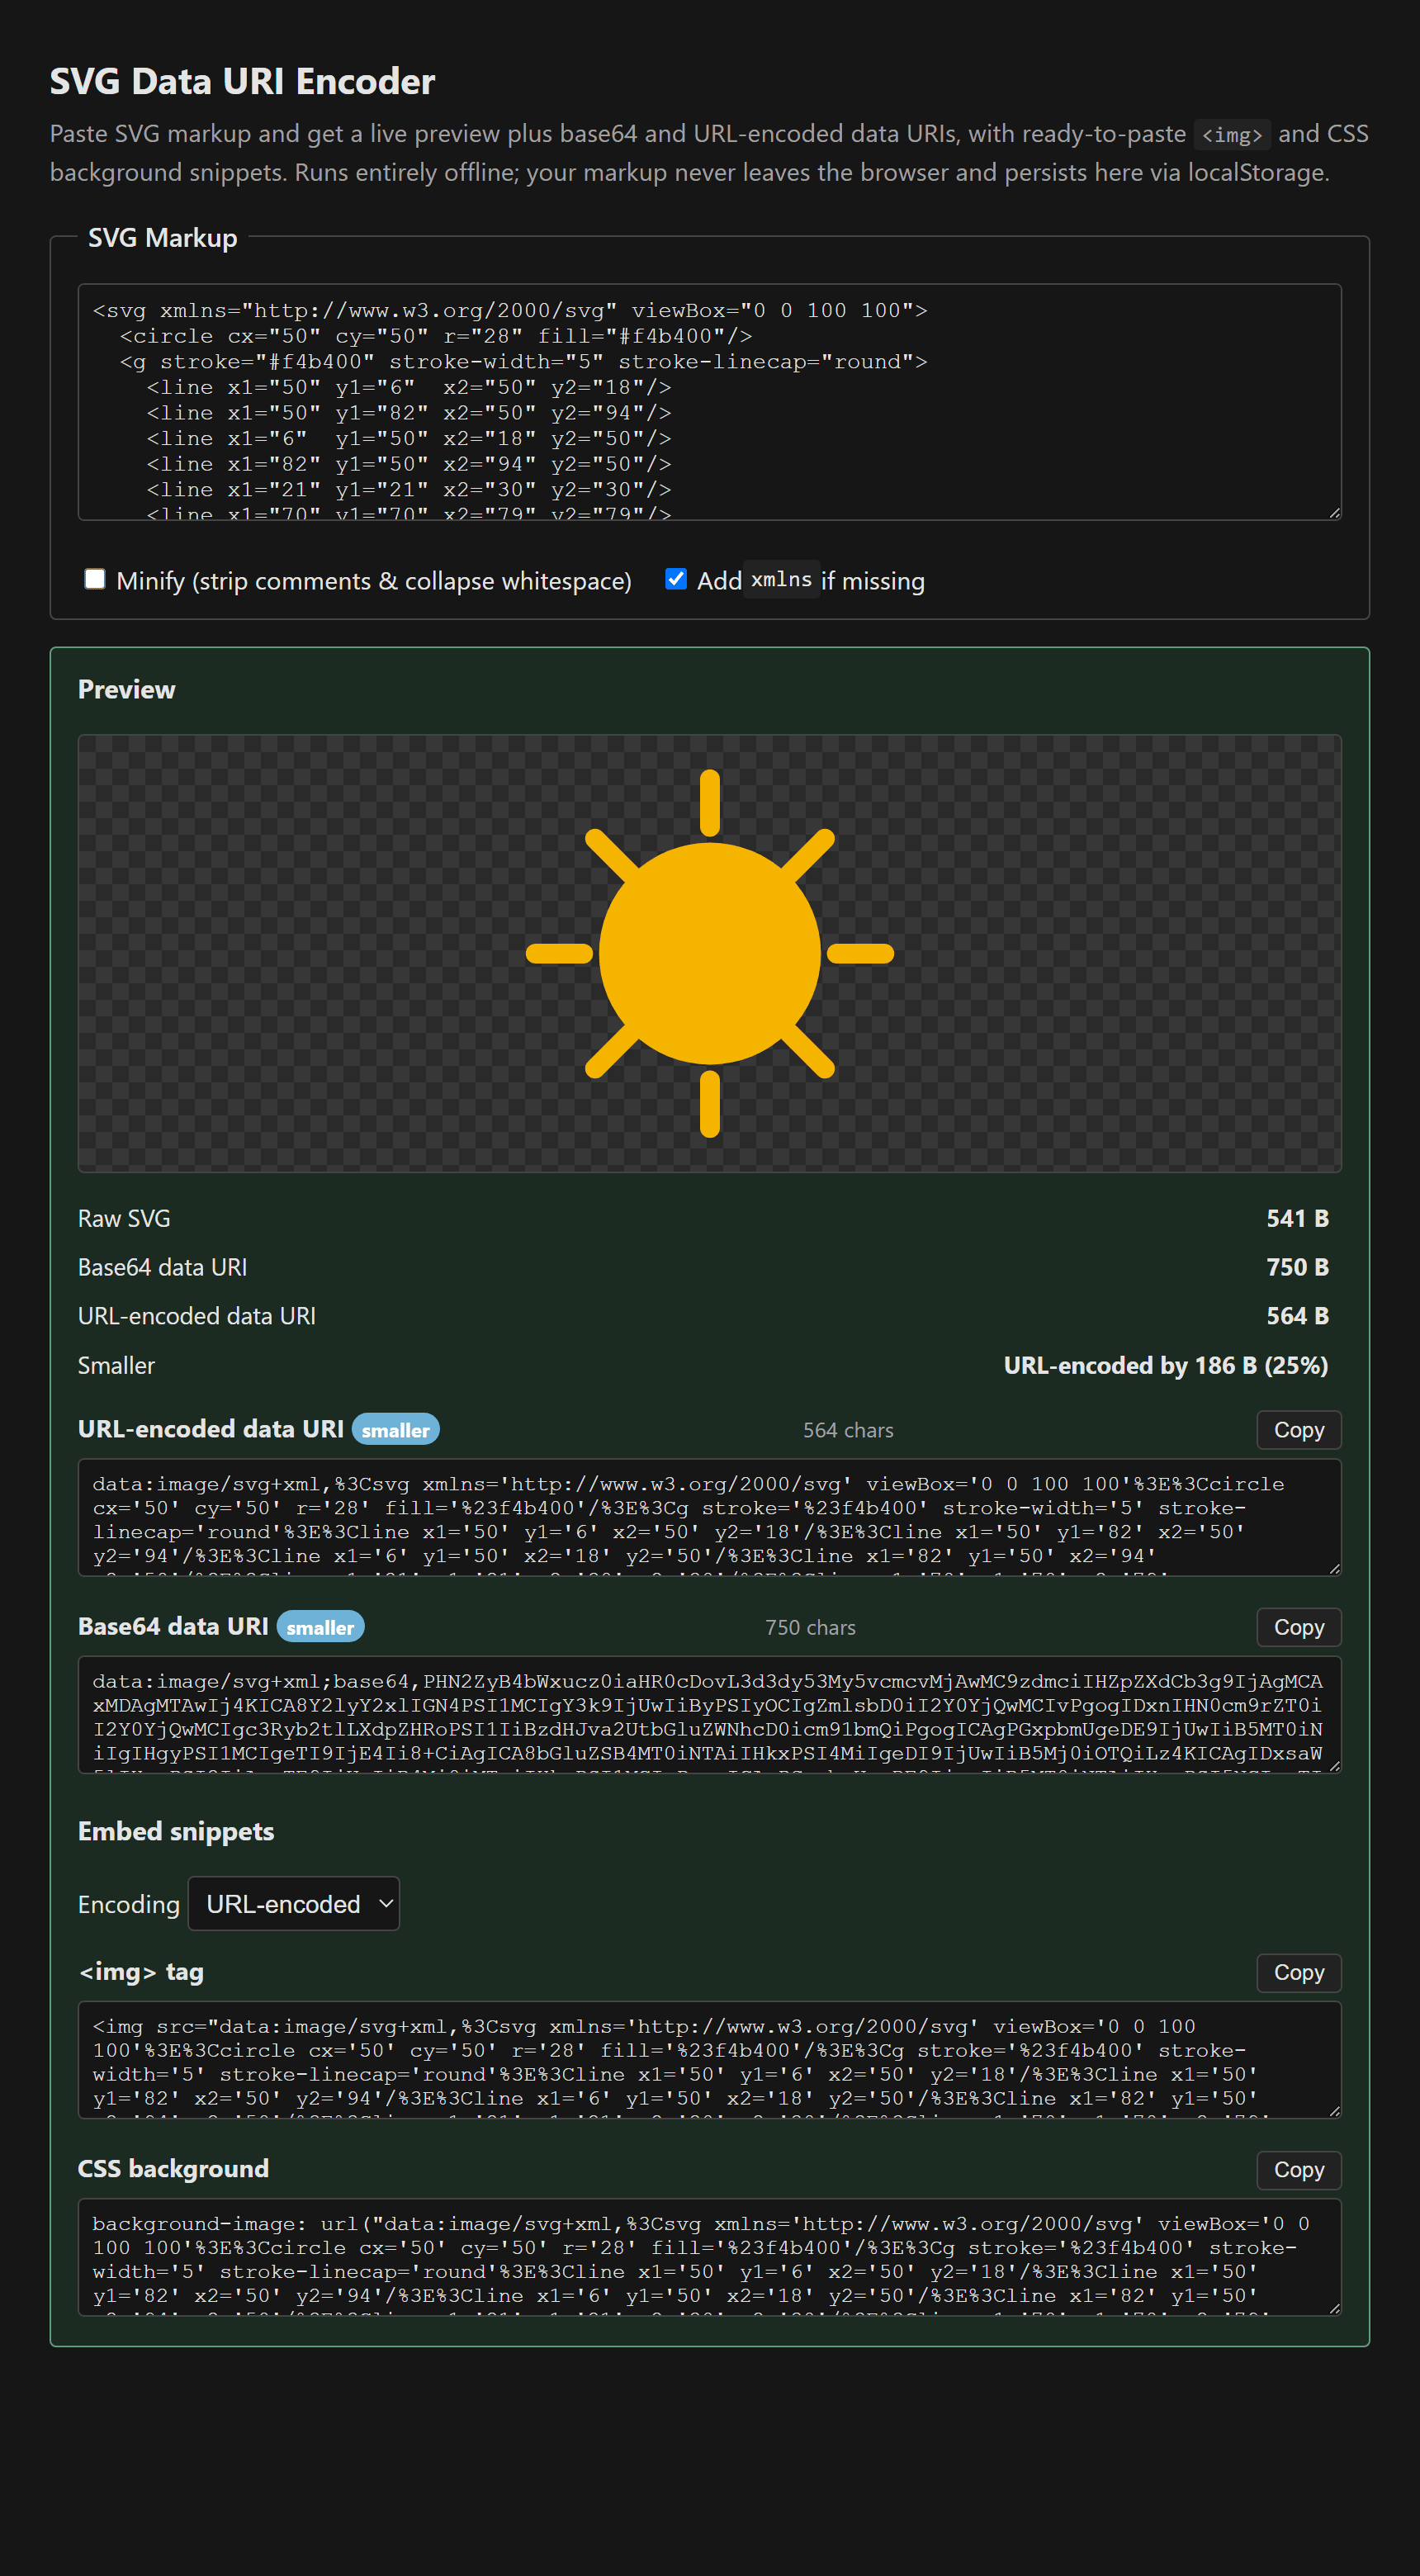 SVG Data URI Encoder
Paste SVG markup and get a live preview plus base64 and URL-encoded data URIs, with ready-to-paste <img> and CSS
background snippets. Runs entirely offline; your markup never leaves the browser and persists here via localStorage.
SVG Markup
<svg xmlns="http://www.w3.org/2000/svg" viewBox="0 0 100 100">
  <circle cx="50" cy="50" r="28" fill="#f4b400"/>
  <g stroke="#f4b400" stroke-width="5" stroke-linecap="round">
    <line x1="50" y1="6"  x2="50" y2="18"/>
    <line x1="50" y1="82" x2="50" y2="94"/>
    <line x1="6"  y1="50" x2="18" y2="50"/>
    <line x1="82" y1="50" x2="94" y2="50"/>
    <line x1="21" y1="21" x2="30" y2="30"/>
    <line x1="70" y1="70" x2="79" y2="79"/>
Minify (strip comments & collapse whitespace) Add xmlns if missing
Preview
Raw SVG 541 B
Base64 data URI 750 B
URL-encoded data URI 564 B
Smaller URL-encoded by 186 B (25%)
URL-encoded data URI smaller 564 chars Copy
data:image/svg+xml,%3Csvg xmlns='http://www.w3.org/2000/svg' viewBox='0 0 100 100'%3E%3Ccircle
cx='50' cy='50' r='28' fill='%23f4b400'/%3E%3Cg stroke='%23f4b400' stroke-width='5' stroke-
linecap='round'%3E%3Cline x1='50' y1='6' x2='50' y2='18'/%3E%3Cline x1='50' y1='82' x2='50'
y2='94'/%3E%3Cline x1='6' y1='50' x2='18' y2='50'/%3E%3Cline x1='82' y1='50' x2='94'
Base64 data URI smaller 750 chars Copy
data:image/svg+xml;base64,PHN2ZyB4bWxucz0iaHR0cDovL3d3dy53My5vcmcvMjAwMC9zdmciIHZpZXdCb3g9IjAgMCA
xMDAgMTAwIj4KICA8Y2lyY2xlIGN4PSI1MCIgY3k9IjUwIiByPSIyOCIgZmlsbD0iI2Y0YjQwMCIvPgogIDxnIHN0cm9rZT0i
I2Y0YjQwMCIgc3Ryb2tlLXdpZHRoPSI1IiBzdHJva2UtbGluZWNhcD0icm91bmQiPgogICAgPGxpbmUgeDE9IjUwIiB5MT0iN
iIgIHgyPSI1MCIgeTI9IjE4Ii8+CiAgICA8bGluZSB4MT0iNTAiIHkxPSI4MiIgeDI9IjUwIiB5Mj0iOTQiLz4KICAgIDxsaW
Embed snippets
Encoding URL-encoded
<img> tag Copy
<img src="data:image/svg+xml,%3Csvg xmlns='http://www.w3.org/2000/svg' viewBox='0 0 100
100'%3E%3Ccircle cx='50' cy='50' r='28' fill='%23f4b400'/%3E%3Cg stroke='%23f4b400' stroke-
width='5' stroke-linecap='round'%3E%3Cline x1='50' y1='6' x2='50' y2='18'/%3E%3Cline x1='50'
y1='82' x2='50' y2='94'/%3E%3Cline x1='6' y1='50' x2='18' y2='50'/%3E%3Cline x1='82' y1='50'
CSS background Copy
background-image: url("data:image/svg+xml,%3Csvg xmlns='http://www.w3.org/2000/svg' viewBox='0 0
100 100'%3E%3Ccircle cx='50' cy='50' r='28' fill='%23f4b400'/%3E%3Cg stroke='%23f4b400' stroke-
width='5' stroke-linecap='round'%3E%3Cline x1='50' y1='6' x2='50' y2='18'/%3E%3Cline x1='50'
y1='82' x2='50' y2='94'/%3E%3Cline x1='6' y1='50' x2='18' y2='50'/%3E%3Cline x1='82' y1='50'